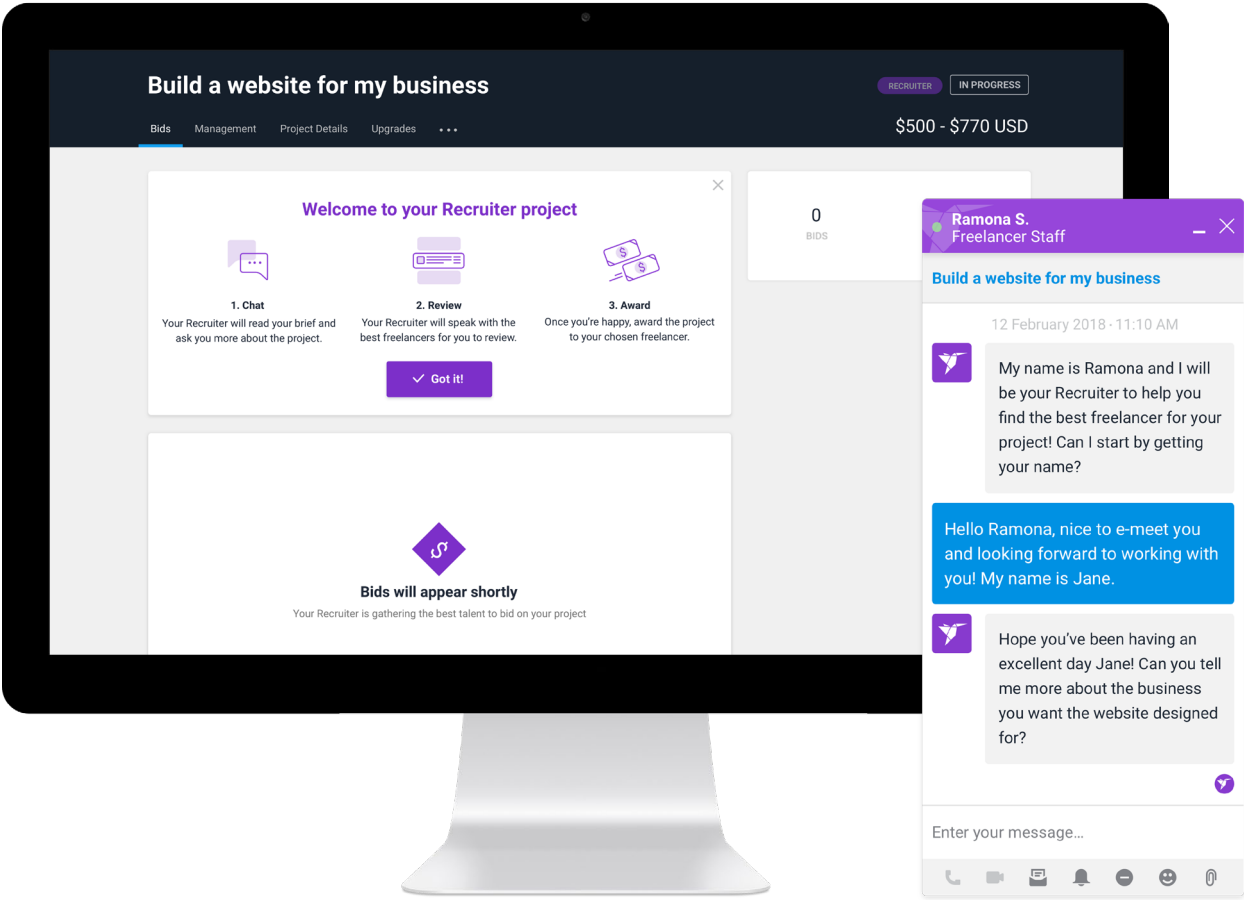 Build a website for my business
RECRUITER
IN PROGRESS
Bids
Management
Project Details
Upgrades
$500 - $770 USD
Welcome to your Recruiter project
1. Chat
Your Recruiter will read your brief and
ask you more about the project.
2. Review
Your Recruiter will speak with the
best freelancers for you to review.
3. Award
Once you're happy, award the project
to your chosen freelancer.
Got it!
0
BIDS
Bids will appear shortly
Your Recruiter is gathering the best talent to bid on your project
Ramona S.
Freelancer Staff
Build a website for my business
12 February 2018 · 11:10 AM
My name is Ramona and I will
be your Recruiter to help you
find the best freelancer for your
project! Can I start by getting
your name?
Hello Ramona, nice to e-meet you
and looking forward to working with
you! My name is Jane.
Hope you've been having an
excellent day Jane! Can you tell
me more about the business
you want the website designed
for?
Enter your message...